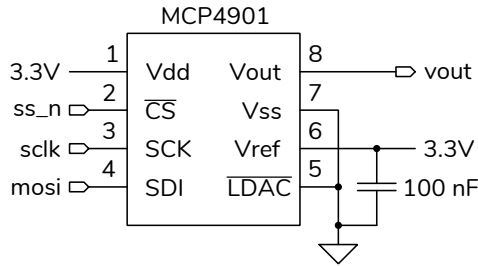 MCP4901
1 8
3.3V Vdd Vout vout
2 7
ss_n CS Vss
3 6
sclk SCK Vref 3.3V
4 5
mosi SDI LDAC 100 nF